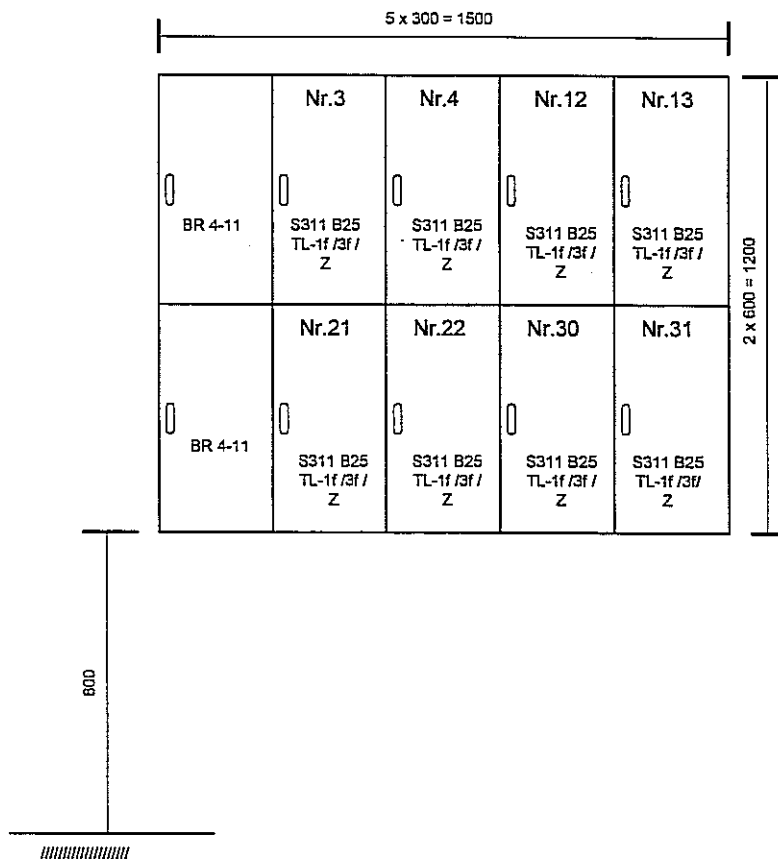 5 x 300 = 1500
Nr.3
Nr.4
Nr.12
Nr.13
BR 4-11
S311 B25
TL-1f /3f /
Z
S311 B25
TL-1f /3f /
Z
S311 B25
TL-1f /3f /
Z
S311 B25
TL-1f /3f /
Z
2 x 600 = 1200
Nr.21
Nr.22
Nr.30
Nr.31
BR 4-11
S311 B25
TL-1f /3f /
Z
S311 B25
TL-1f /3f /
Z
S311 B25
TL-1f /3f /
Z
S311 B25
TL-1f /3f/
Z
800